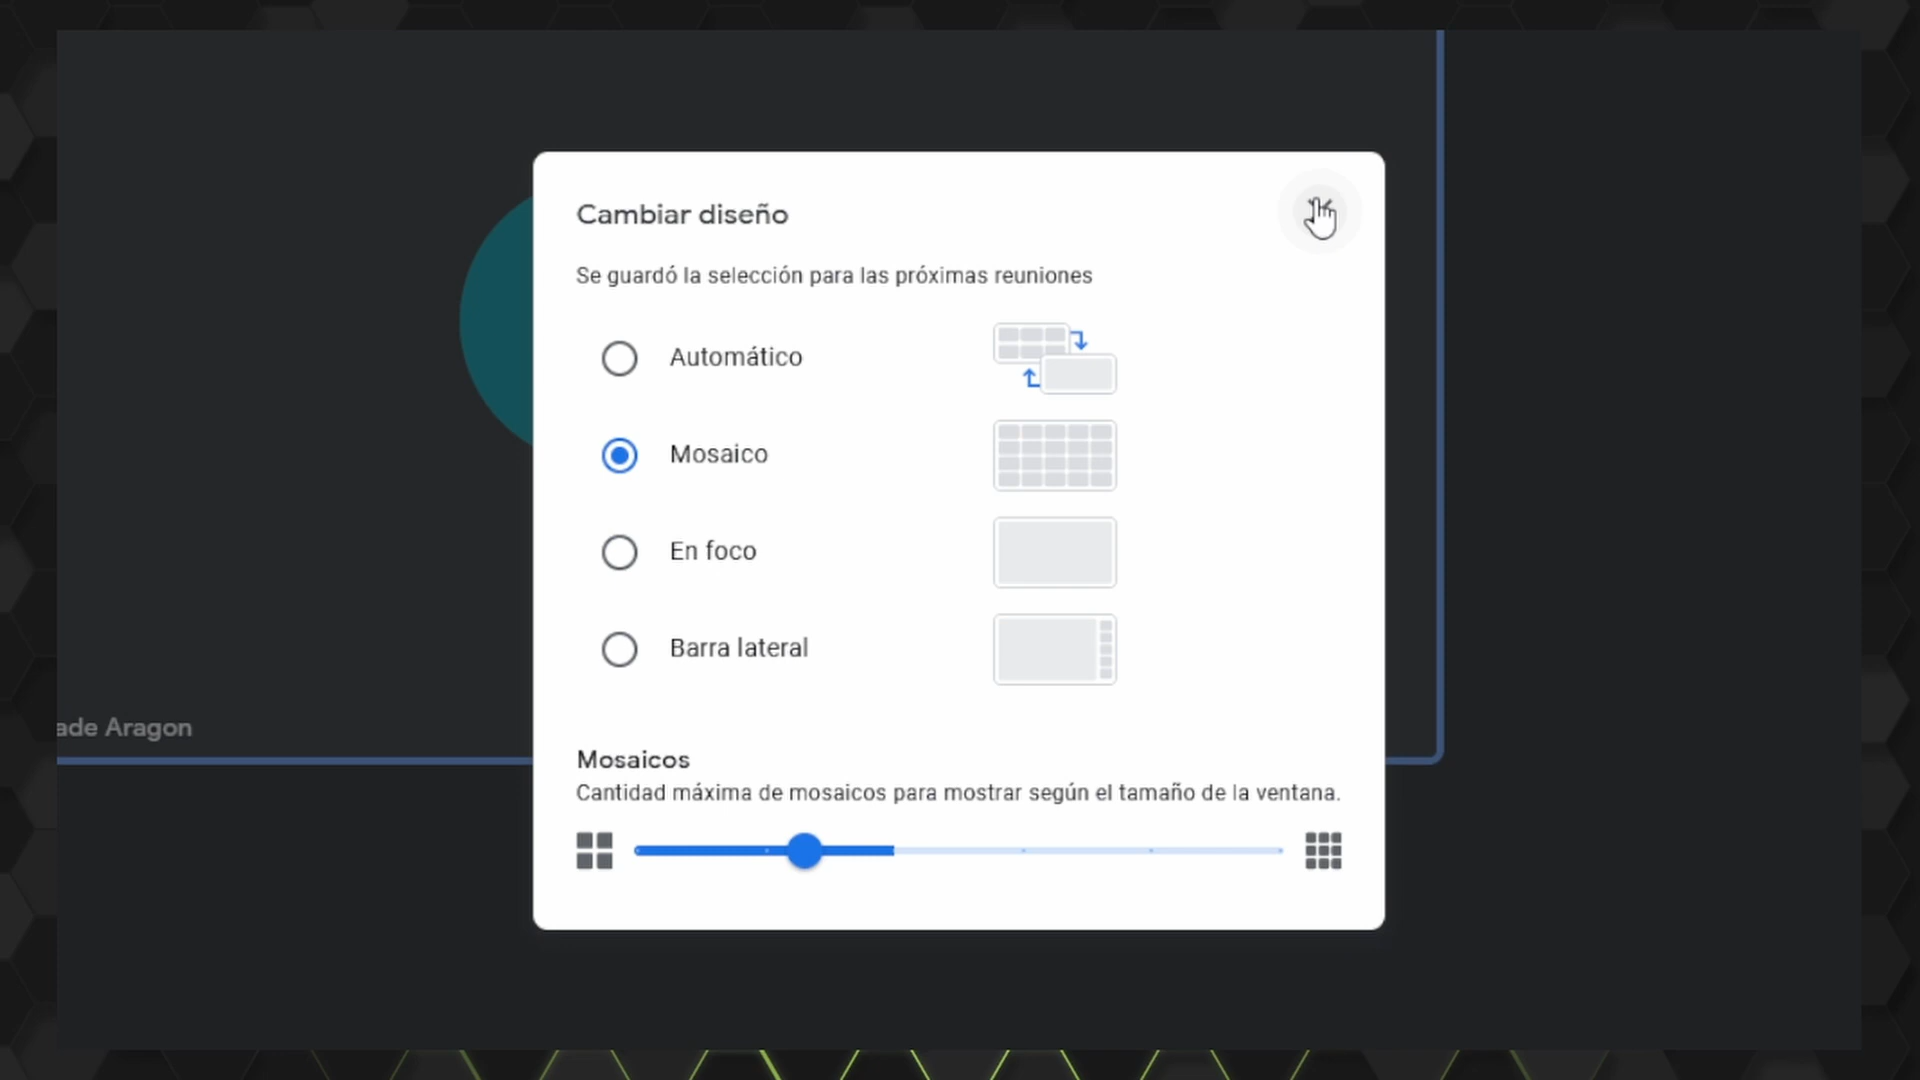 Cambiar diseño
Se guardó la selección para las próximas reuniones
Automático
Mosaico
En foco
Barra lateral
ade Aragon
Mosaicos
Cantidad máxima de mosaicos para mostrar según el tamaño de la ventana.